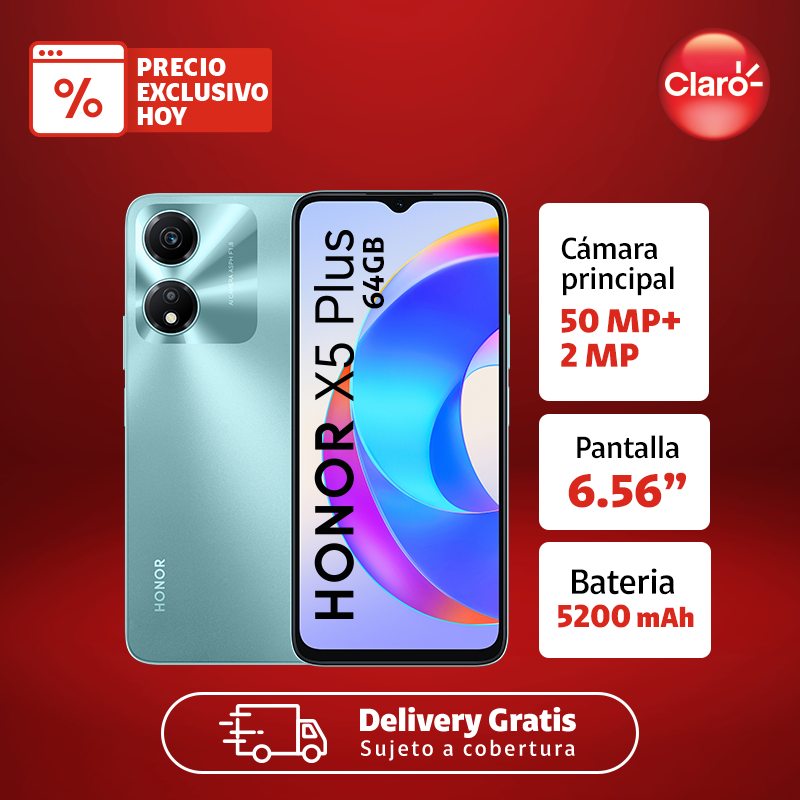 %
PRECIO
EXCLUSIVO
HOY
Claro
HONOR X5 Plus
64GB
HONOR
Cámara
principal
50 MP+
2 MP
Pantalla
6.56”
Bateria
5200 mAh
Delivery Gratis
Sujeto a cobertura